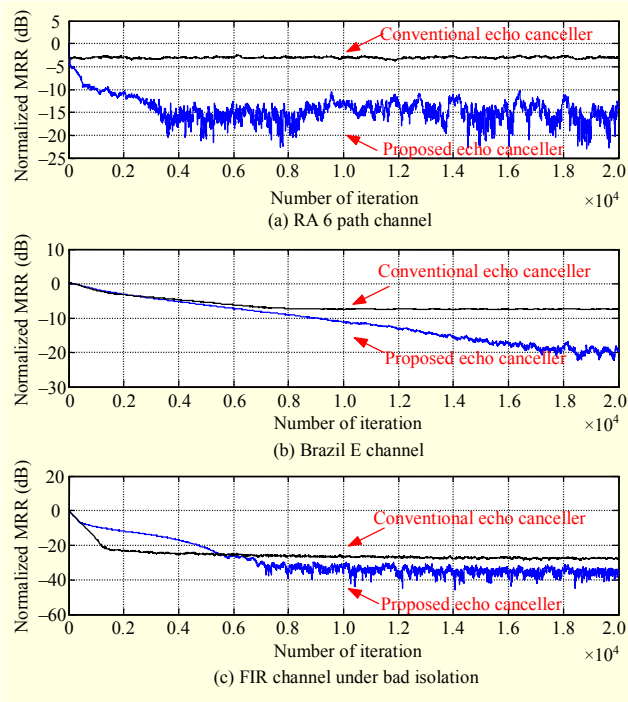 Normalized MRR (dB)
5
0
–5
–10
–15
–20
–25
Conventional echo canceller
Proposed echo canceller
0 0.2 0.4 0.6 0.8 1.0 1.2 1.4 1.6 1.8 2.0
Number of iteration
×10⁴
(a) RA 6 path channel
Normalized MRR (dB)
10
0
–10
–20
–30
Conventional echo canceller
Proposed echo canceller
0 0.2 0.4 0.6 0.8 1.0 1.2 1.4 1.6 1.8 2.0
Number of iteration
×10⁴
(b) Brazil E channel
Normalized MRR (dB)
20
0
–20
–40
–60
Conventional echo canceller
Proposed echo canceller
0 0.2 0.4 0.6 0.8 1.0 1.2 1.4 1.6 1.8 2.0
Number of iteration
×10⁴
(c) FIR channel under bad isolation